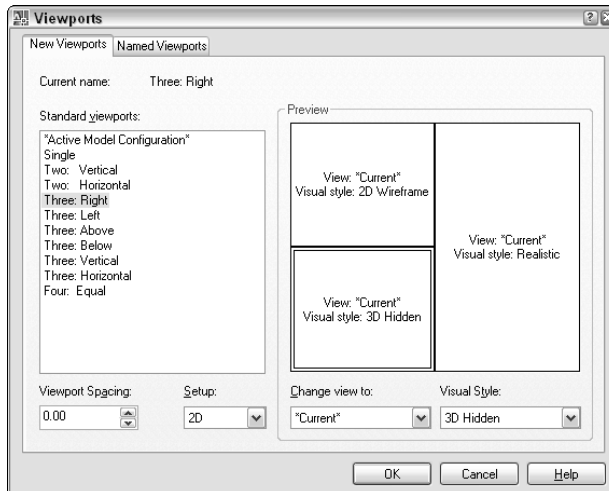 Viewports
New Viewports
Named Viewports
Current name: Three: Right
Standard viewports:
*Active Model Configuration*
Single
Two: Vertical
Two: Horizontal
Three: Right
Three: Left
Three: Above
Three: Below
Three: Vertical
Three: Horizontal
Four: Equal
Viewport Spacing:
0.00
Setup:
2D
Preview
View: *Current*
Visual style: 2D Wireframe
View: *Current*
Visual style: 3D Hidden
View: *Current*
Visual style: Realistic
Change view to:
*Current*
Visual Style:
3D Hidden
OK
Cancel
Help